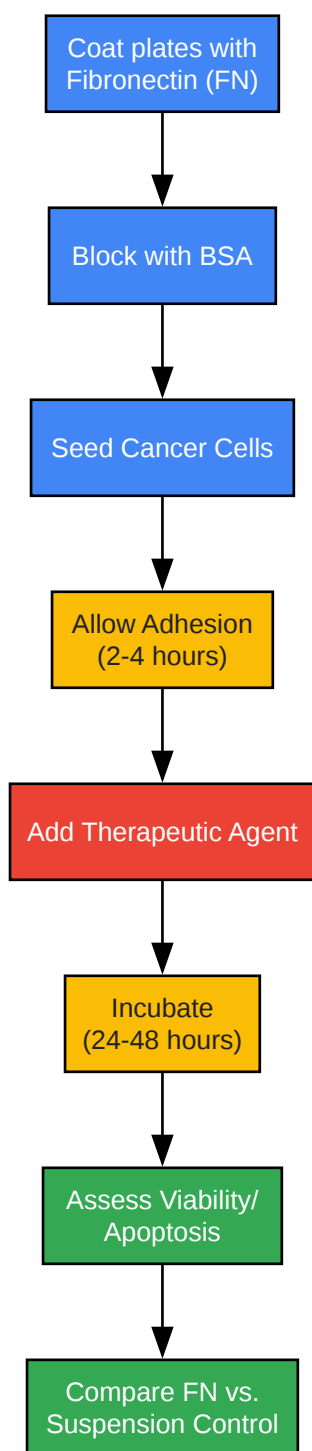 Coat plates with
Fibronectin (FN)
Block with BSA
Seed Cancer Cells
Allow Adhesion
(2-4 hours)
Add Therapeutic Agent
Incubate
(24-48 hours)
Assess Viability/
Apoptosis
Compare FN vs.
Suspension Control